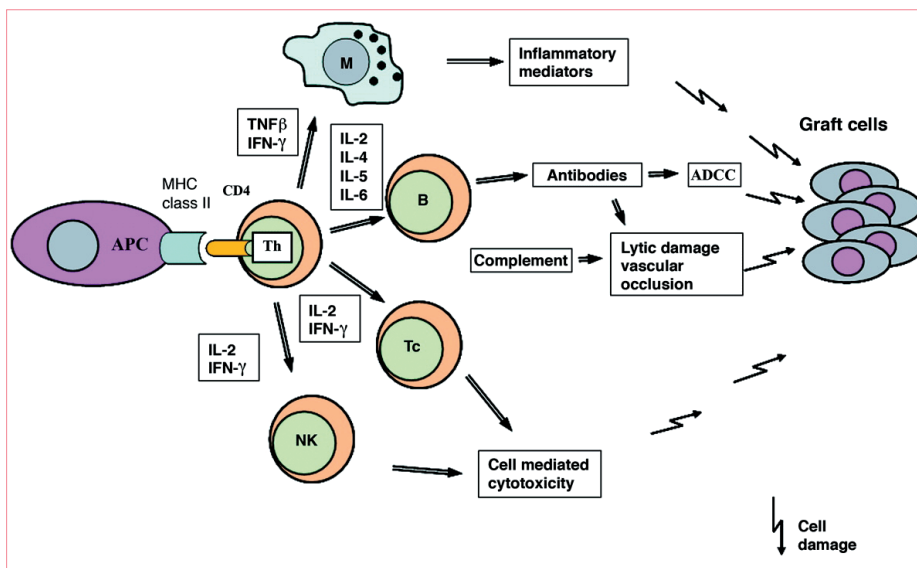 M
Inflammatory
mediators
Graft cells
TNFβ
IFN-γ
IL-2
IL-4
IL-5
IL-6
MHC
class II
CD4
B
Antibodies
ADCC
APC
Th
Complement
Lytic damage
vascular
occlusion
IL-2
IFN-γ
Tc
IL-2
IFN-γ
NK
Cell mediated
cytotoxicity
Cell
damage